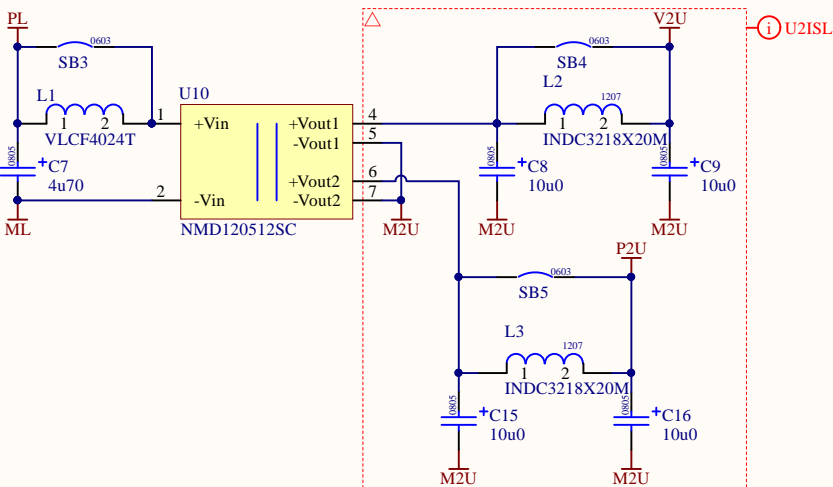 PL
0603
SB3
L1
1 2
VLCF4024T
0805
C7
4u70
ML
U10
1
+Vin
2
-Vin
+Vout1
4
-Vout1
5
+Vout2
6
-Vout2
7
NMD120512SC
M2U
V2U
i U2ISL
0603
SB4
L2
1207
1 2
INDC3218X20M
0805
C8
10u0
M2U
0805
C9
10u0
M2U
P2U
0603
SB5
L3
1207
1 2
INDC3218X20M
0805
C15
10u0
M2U
0805
C16
10u0
M2U